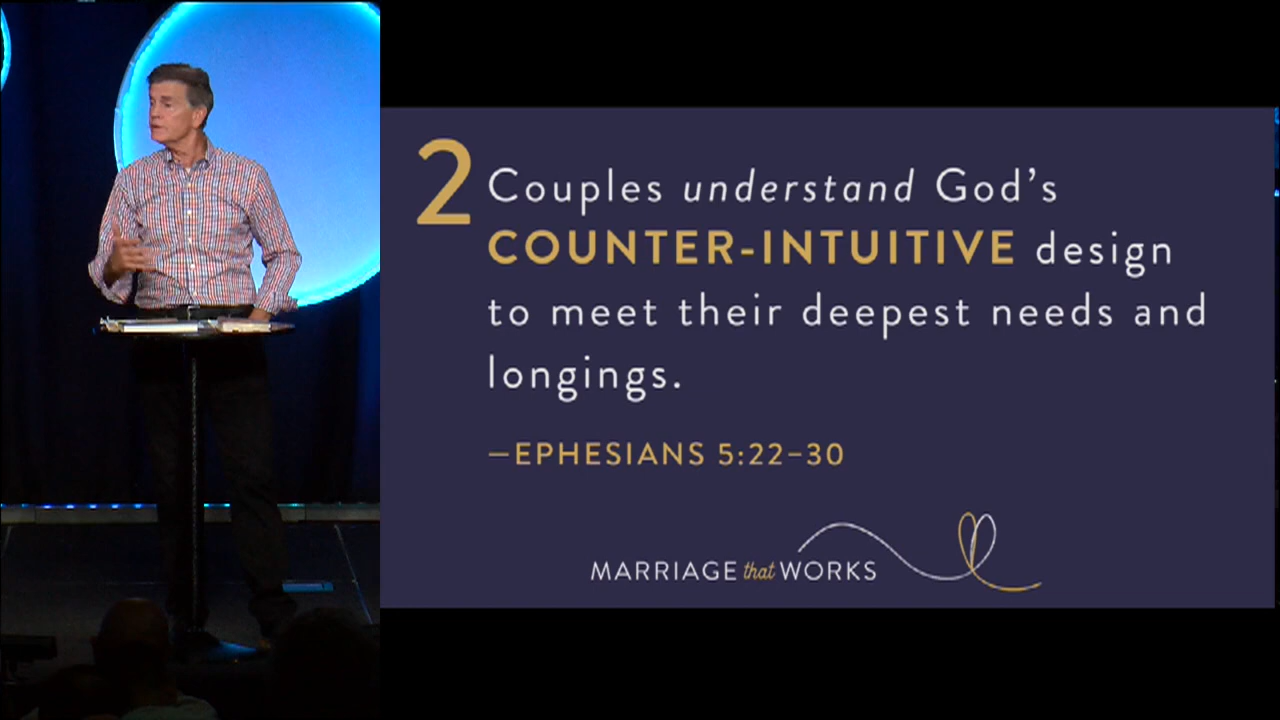 2 Couples understand God's
COUNTER-INTUITIVE design
to meet their deepest needs and
longings.
–EPHESIANS 5:22–30
MARRIAGE that WORKS